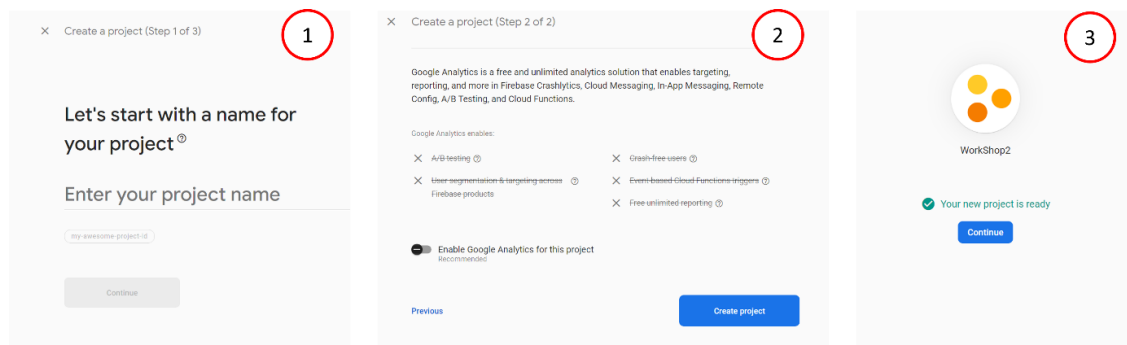 Create a project (Step 1 of 3)
1
Let's start with a name for
your project
Enter your project name
my-awesome-project-id
Continue
Create a project (Step 2 of 2)
2
Google Analytics is a free and unlimited analytics solution that enables targeting,
reporting, and more in Firebase Crashlytics, Cloud Messaging, In-App Messaging, Remote
Config, A/B Testing, and Cloud Functions.
Google Analytics enables:
A/B testing
Crash-free users
User segmentation & targeting across
Firebase products
Event-based Cloud Functions triggers
Free unlimited reporting
Enable Google Analytics for this project
Recommended
Previous
Create project
3
WorkShop2
Your new project is ready
Continue